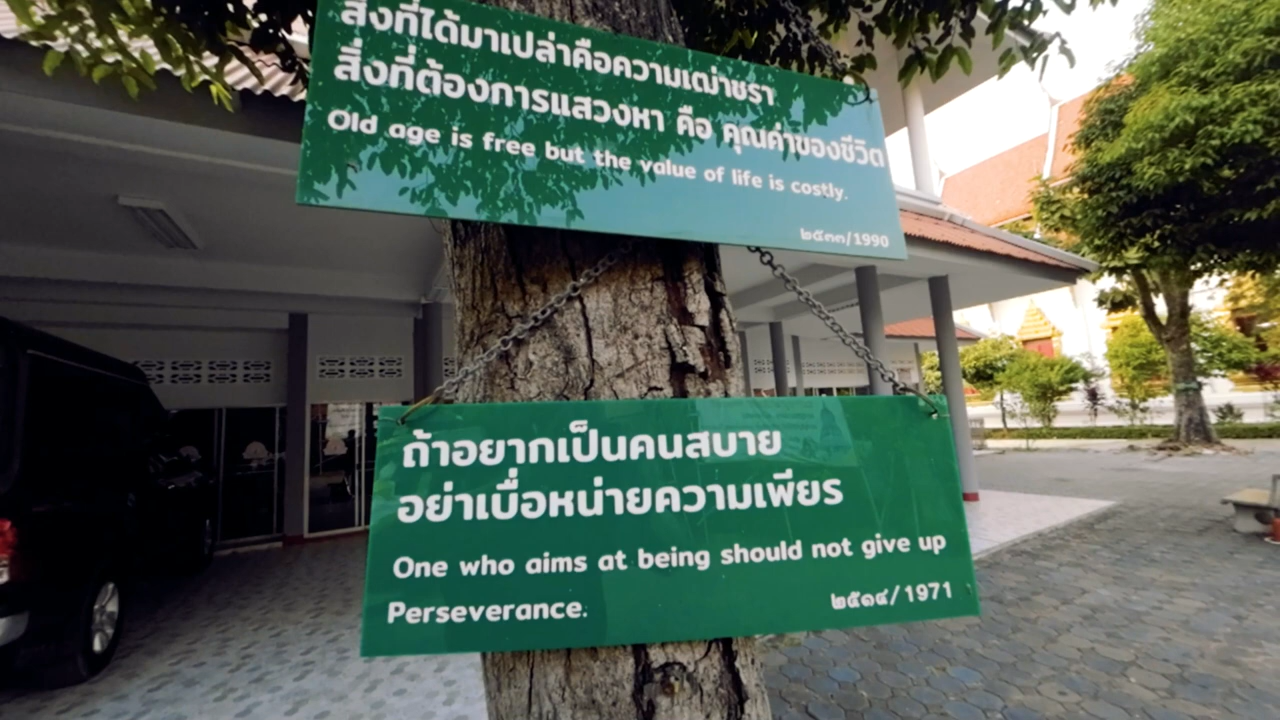 สิ่งที่ได้มาเปล่าคือความเฒ่าชรา
สิ่งที่ต้องการแสวงหา คือ คุณค่าของชีวิต
Old age is free but the value of life is costly.
๒๕๓๓/1990
ถ้าอยากเป็นคนสบาย
อย่าเบื่อหน่ายความเพียร
One who aims at being should not give up
Perseverance.
๒๕๑๔/1971